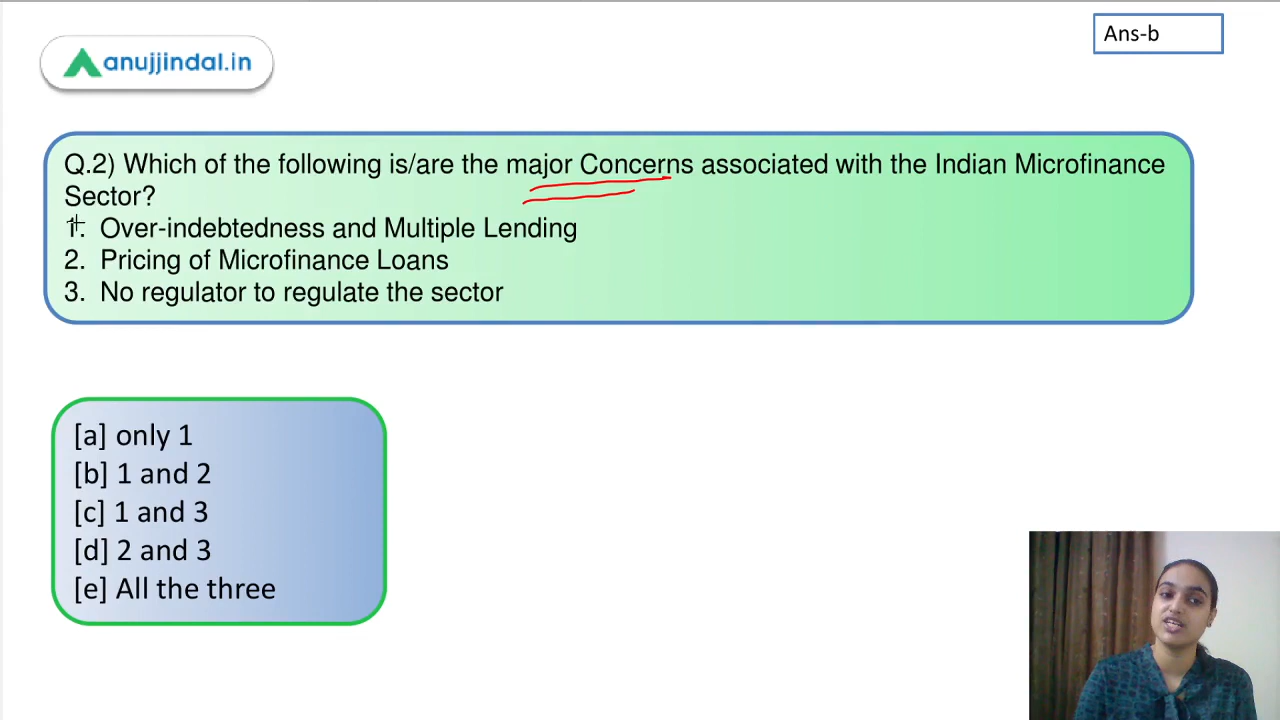 Ans-b
anujjindal.in
Q.2) Which of the following is/are the major Concerns associated with the Indian Microfinance
Sector?
1. Over-indebtedness and Multiple Lending
2. Pricing of Microfinance Loans
3. No regulator to regulate the sector
[a] only 1
[b] 1 and 2
[c] 1 and 3
[d] 2 and 3
[e] All the three